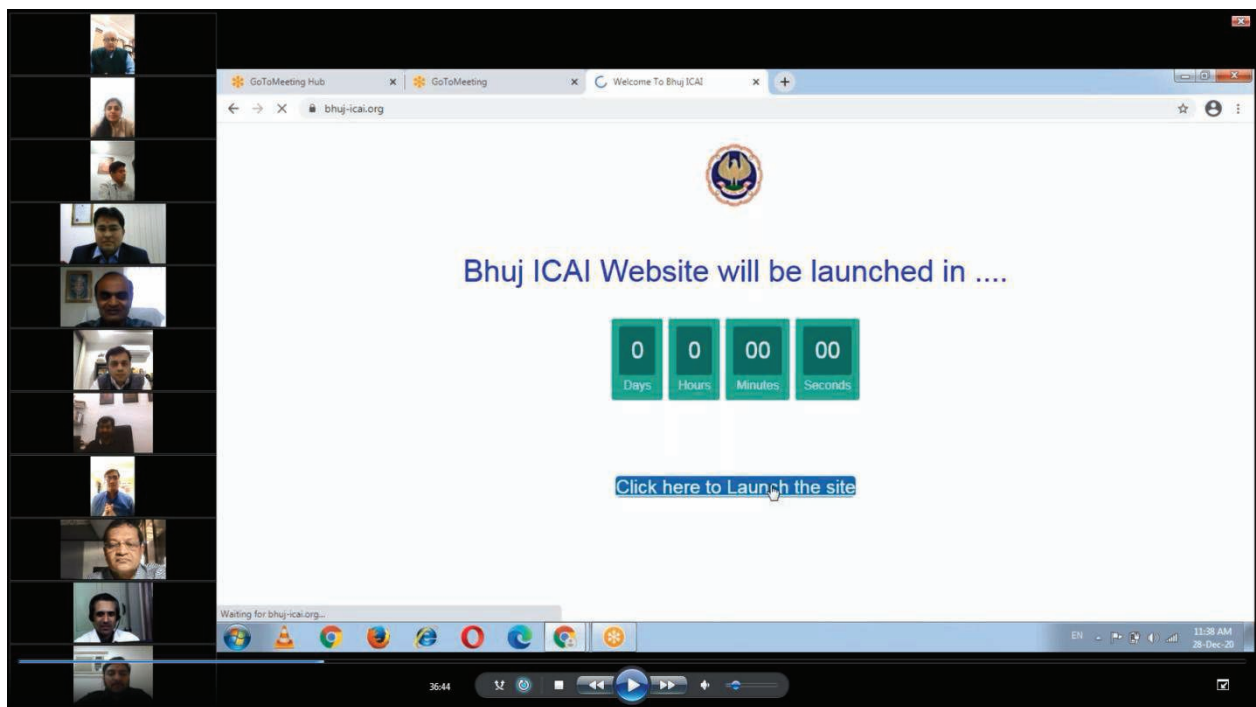 GoToMeeting Hub
GoToMeeting
Welcome To Bhuj ICAI
bhuj-icai.org
Bhuj ICAI Website will be launched in ....
0 0 00 00
Days Hours Minutes Seconds
Click here to Launch the site
Waiting for bhuj-icai.org...
EN
11:38 AM
28-Dec-20
36:44